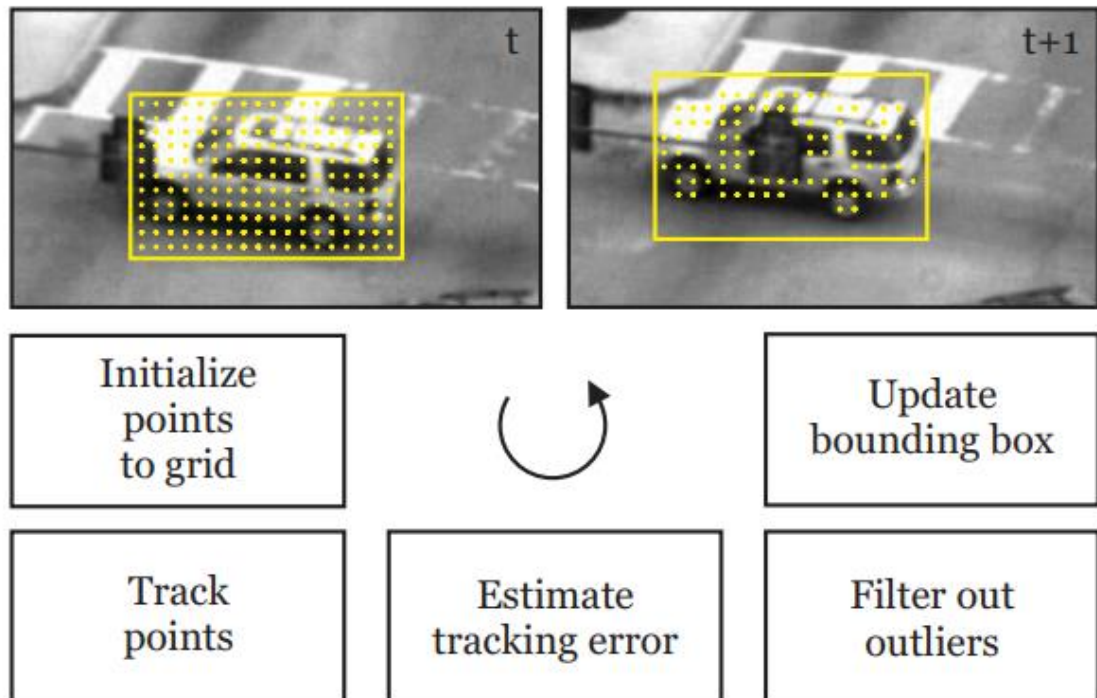 t
t+1
Initialize
points
to grid
Update
bounding box
Track
points
Estimate
tracking error
Filter out
outliers